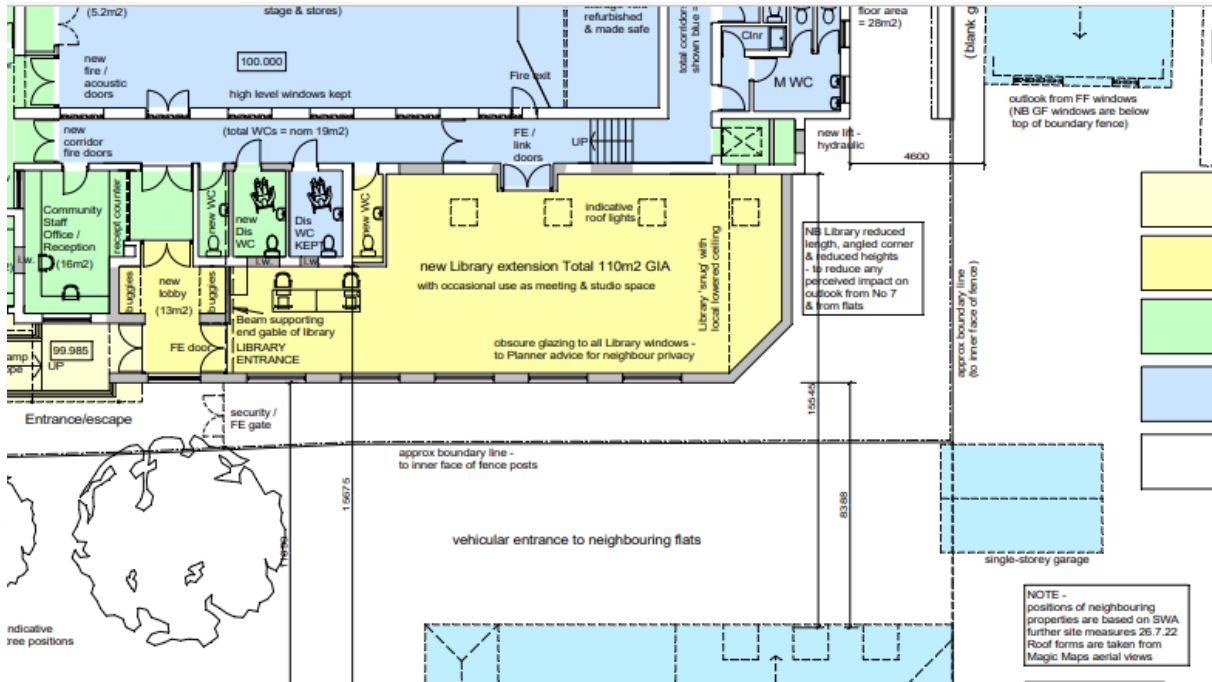 (5.2m2)
stage & stores)
refurbished
& made safe
total corridors
shown blue =
Clnr
floor area
= 28m2)
(blank g
new
fire /
acoustic
doors
100.000
Fire exit
high level windows kept
M WC
outlook from FF windows
(NB GF windows are below
top of boundary fence)
new
corridor
fire doors
(total WCs = nom 19m2)
FE /
link
doors
UP
new lift -
hydraulic
4600
Community
Staff
Office /
Reception
(16m2)
recept counter
i.w.
new WC
new
Dis
WC
Dis
WC
KEPT
new WC
i.w.
i.w.
indicative
roof lights
new Library extension Total 110m2 GIA
with occasional use as meeting & studio space
Library 'snug' with
local lowered ceiling
NB Library reduced
length, angled corner
& reduced heights
- to reduce any
perceived impact on
outlook from No 7
& from flats
approx boundary line
(to inner face of fence)
buggies
new
lobby
(13m2)
buggies
Beam supporting
end gable of library
LIBRARY
ENTRANCE
FE door
obscure glazing to all Library windows -
to Planner advice for neighbour privacy
99.985
amp
ope
UP
Entrance/escape
security /
FE gate
15545
approx boundary line -
to inner face of fence posts
15675
8388
vehicular entrance to neighbouring flats
single-storey garage
ndicative
ree positions
NOTE -
positions of neighbouring
properties are based on SWA
further site measures 26.7.22
Roof forms are taken from
Magic Maps aerial views